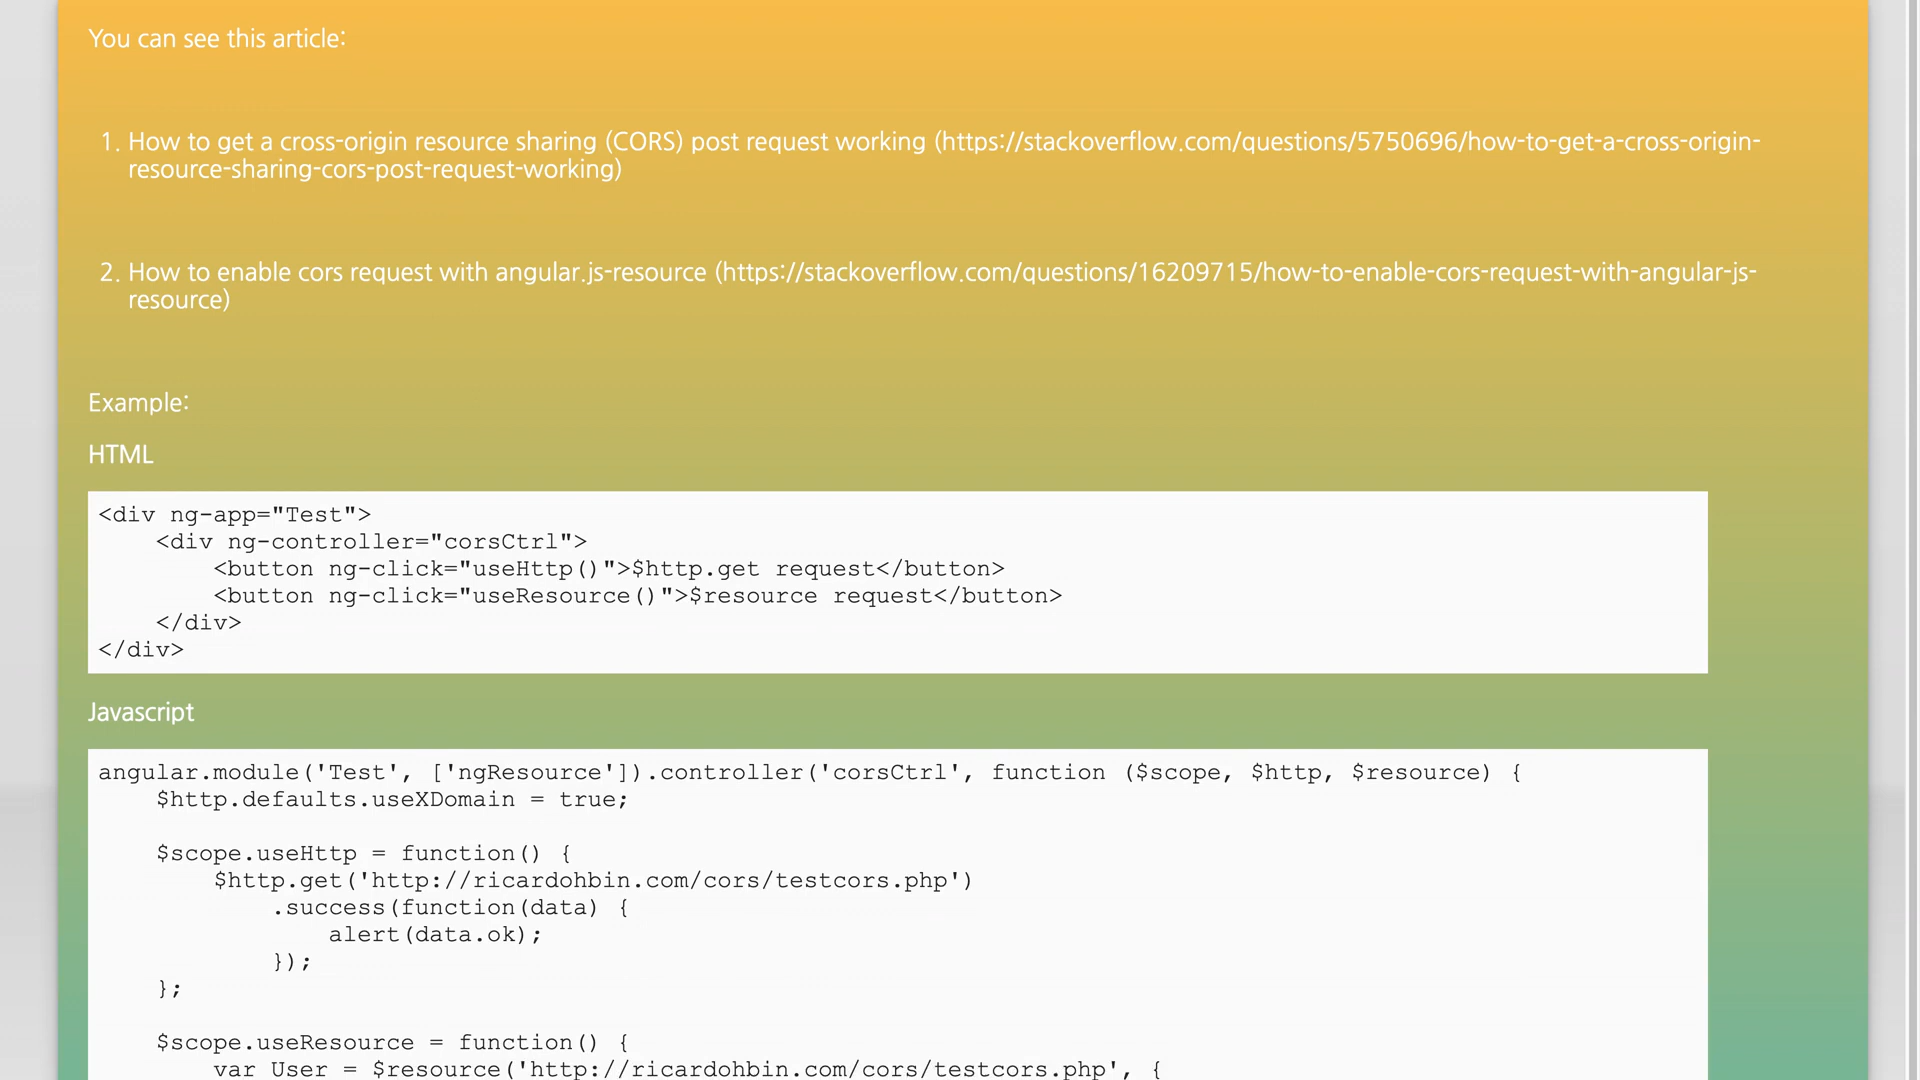 You can see this article:
1. How to get a cross-origin resource sharing (CORS) post request working (https://stackoverflow.com/questions/5750696/how-to-get-a-cross-origin-
resource-sharing-cors-post-request-working)
2. How to enable cors request with angular.js-resource (https://stackoverflow.com/questions/16209715/how-to-enable-cors-request-with-angular-js-
resource)
Example:
HTML
<div ng-app="Test">
    <div ng-controller="corsCtrl">
        <button ng-click="useHttp()">$http.get request</button>
        <button ng-click="useResource()">$resource request</button>
    </div>
</div>
Javascript
angular.module('Test', ['ngResource']).controller('corsCtrl', function ($scope, $http, $resource) {
    $http.defaults.useXDomain = true;
    $scope.useHttp = function() {
        $http.get('http://ricardohbin.com/cors/testcors.php')
            .success(function(data) {
                alert(data.ok);
            });
    };
    $scope.useResource = function() {
        var User = $resource('http://ricardohbin.com/cors/testcors.php', {